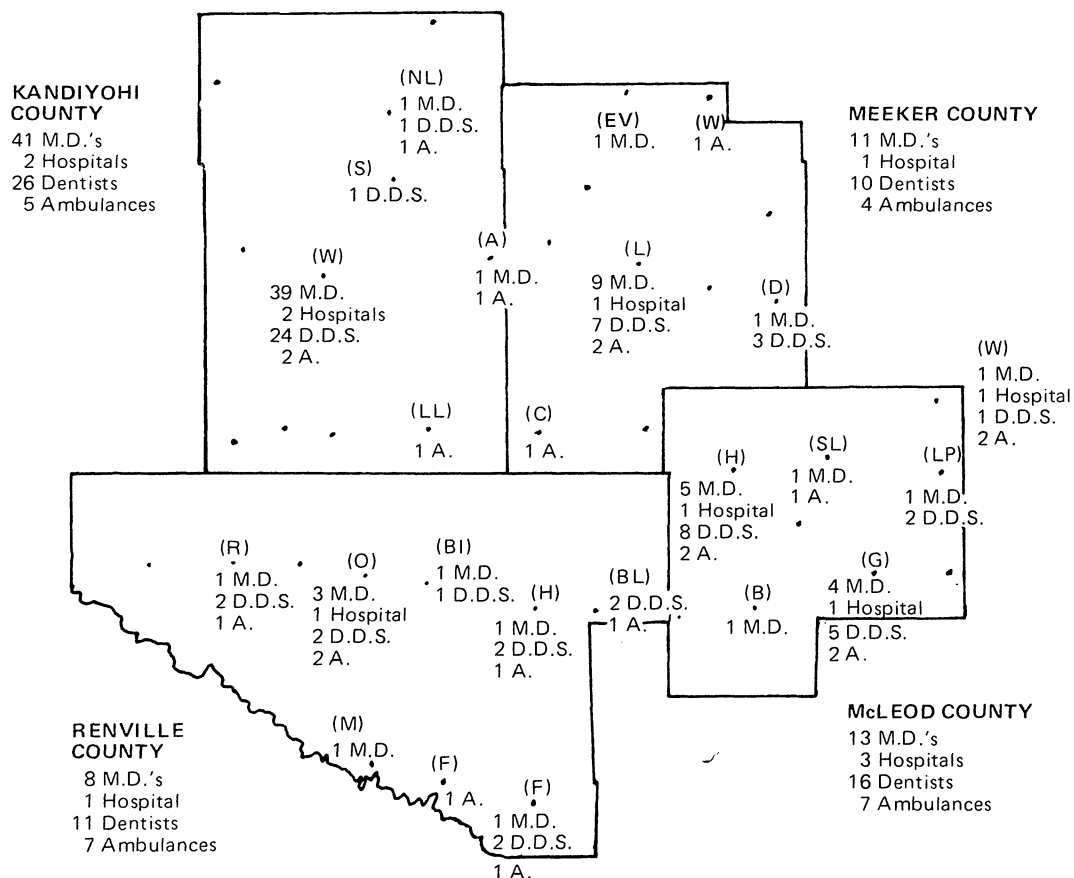 KANDIYOHI
COUNTY
41 M.D.'s
2 Hospitals
26 Dentists
5 Ambulances
(NL)
1 M.D.
1 D.D.S.
1 A.
(S)
1 D.D.S.
(W)
39 M.D.
2 Hospitals
24 D.D.S.
2 A.
(A)
1 M.D.
1 A.
(LL)
1 A.
(EV)
1 M.D.
(W)
1 A.
(L)
9 M.D.
1 Hospital
7 D.D.S.
2 A.
(D)
1 M.D.
3 D.D.S.
(C)
1 A.
MEEKER COUNTY
11 M.D.'s
1 Hospital
10 Dentists
4 Ambulances
(W)
1 M.D.
1 Hospital
1 D.D.S.
2 A.
(H)
5 M.D.
1 Hospital
8 D.D.S.
2 A.
(SL)
1 M.D.
1 A.
(LP)
1 M.D.
2 D.D.S.
(G)
4 M.D.
1 Hospital
5 D.D.S.
2 A.
(B)
1 M.D.
(R)
1 M.D.
2 D.D.S.
1 A.
(O)
3 M.D.
1 Hospital
2 D.D.S.
2 A.
(BI)
1 M.D.
1 D.D.S.
(H)
1 M.D.
2 D.D.S.
1 A.
(BL)
2 D.D.S.
1 A.
(M)
1 M.D.
(F)
1 A.
(F)
1 M.D.
2 D.D.S.
1 A.
RENVILLE
COUNTY
8 M.D.'s
1 Hospital
11 Dentists
7 Ambulances
McLEOD COUNTY
13 M.D.'s
3 Hospitals
16 Dentists
7 Ambulances